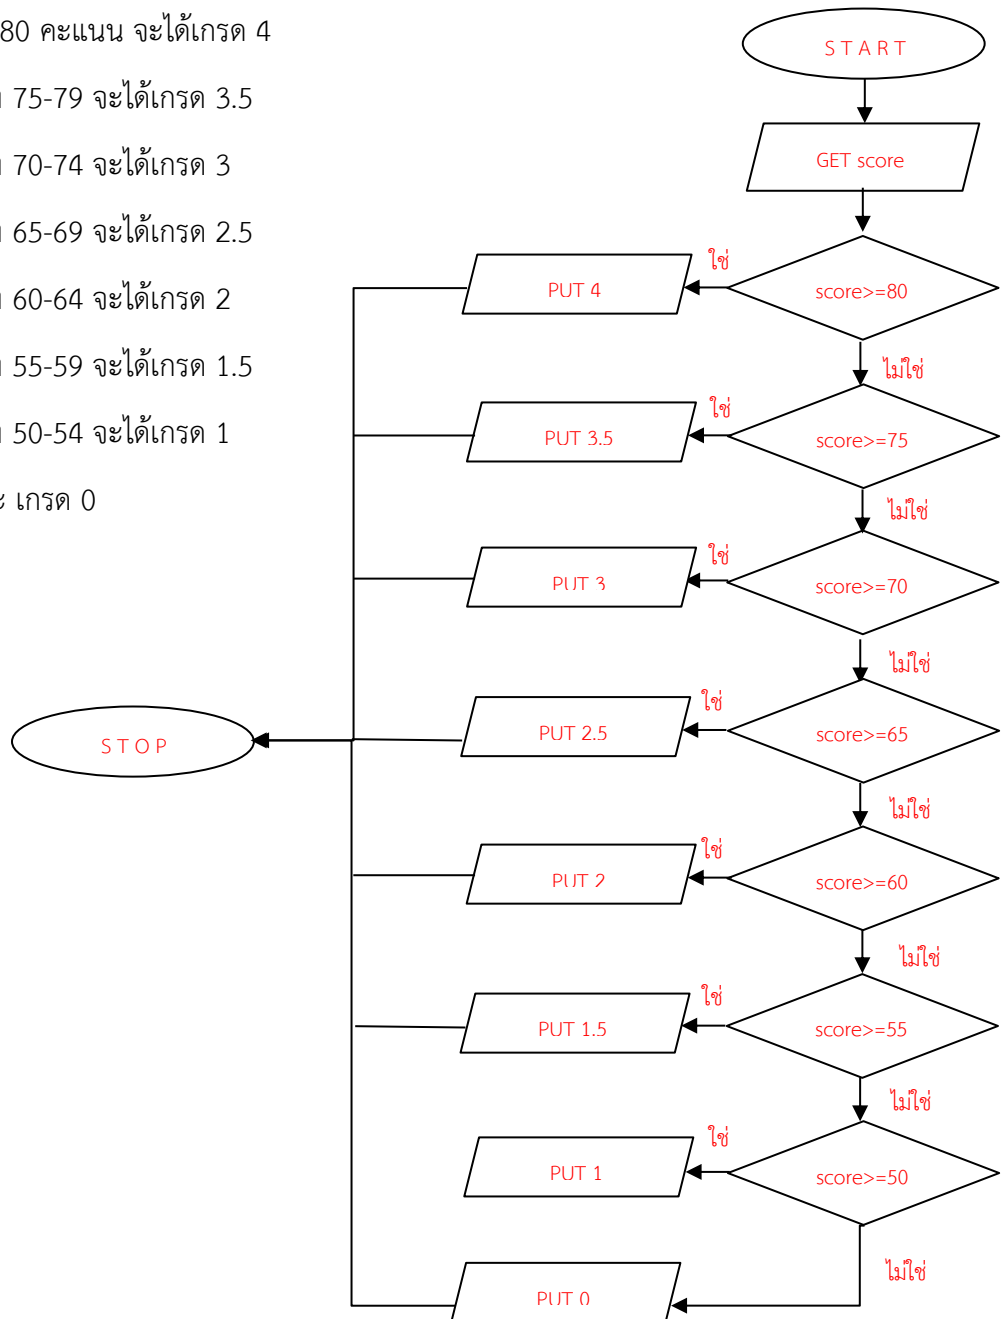 80 คะแนน จะได้เกรด 4
75-79 จะได้เกรด 3.5
70-74 จะได้เกรด 3
65-69 จะได้เกรด 2.5
60-64 จะได้เกรด 2
55-59 จะได้เกรด 1.5
50-54 จะได้เกรด 1
เกรด 0
START
GET score
score>=80
ใช่
PUT 4
ไม่ใช่
score>=75
ใช่
PUT 3.5
ไม่ใช่
score>=70
ใช่
PUT 3
ไม่ใช่
score>=65
ใช่
PUT 2.5
STOP
ไม่ใช่
score>=60
ใช่
PUT 2
ไม่ใช่
score>=55
ใช่
PUT 1.5
ไม่ใช่
score>=50
ใช่
PUT 1
ไม่ใช่
PUT 0